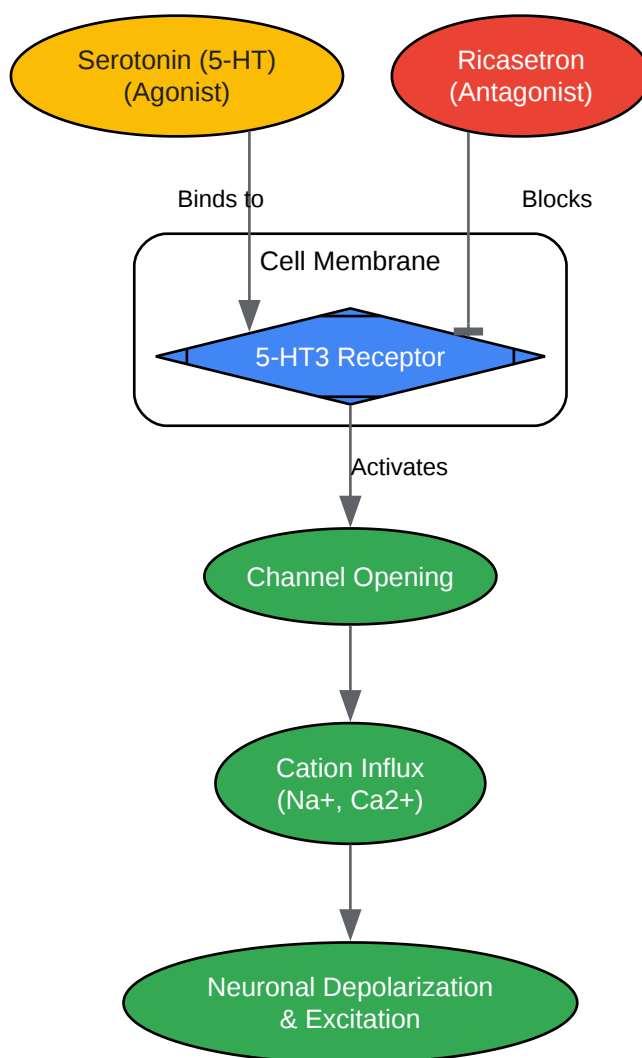 Serotonin (5-HT)
(Agonist)
Ricasetron
(Antagonist)
Binds to
Blocks
Cell Membrane
5-HT3 Receptor
Activates
Channel Opening
Cation Influx
(Na+, Ca2+)
Neuronal Depolarization
& Excitation